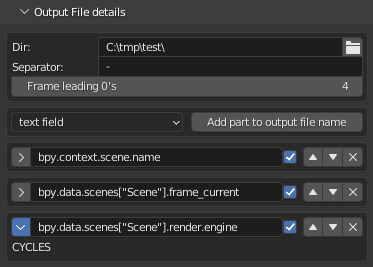 Output File details
Dir: C:\tmp\test\
Separator: -
Frame leading 0's 4
text field Add part to output file name
bpy.context.scene.name
bpy.data.scenes["Scene"].frame_current
bpy.data.scenes["Scene"].render.engine
CYCLES